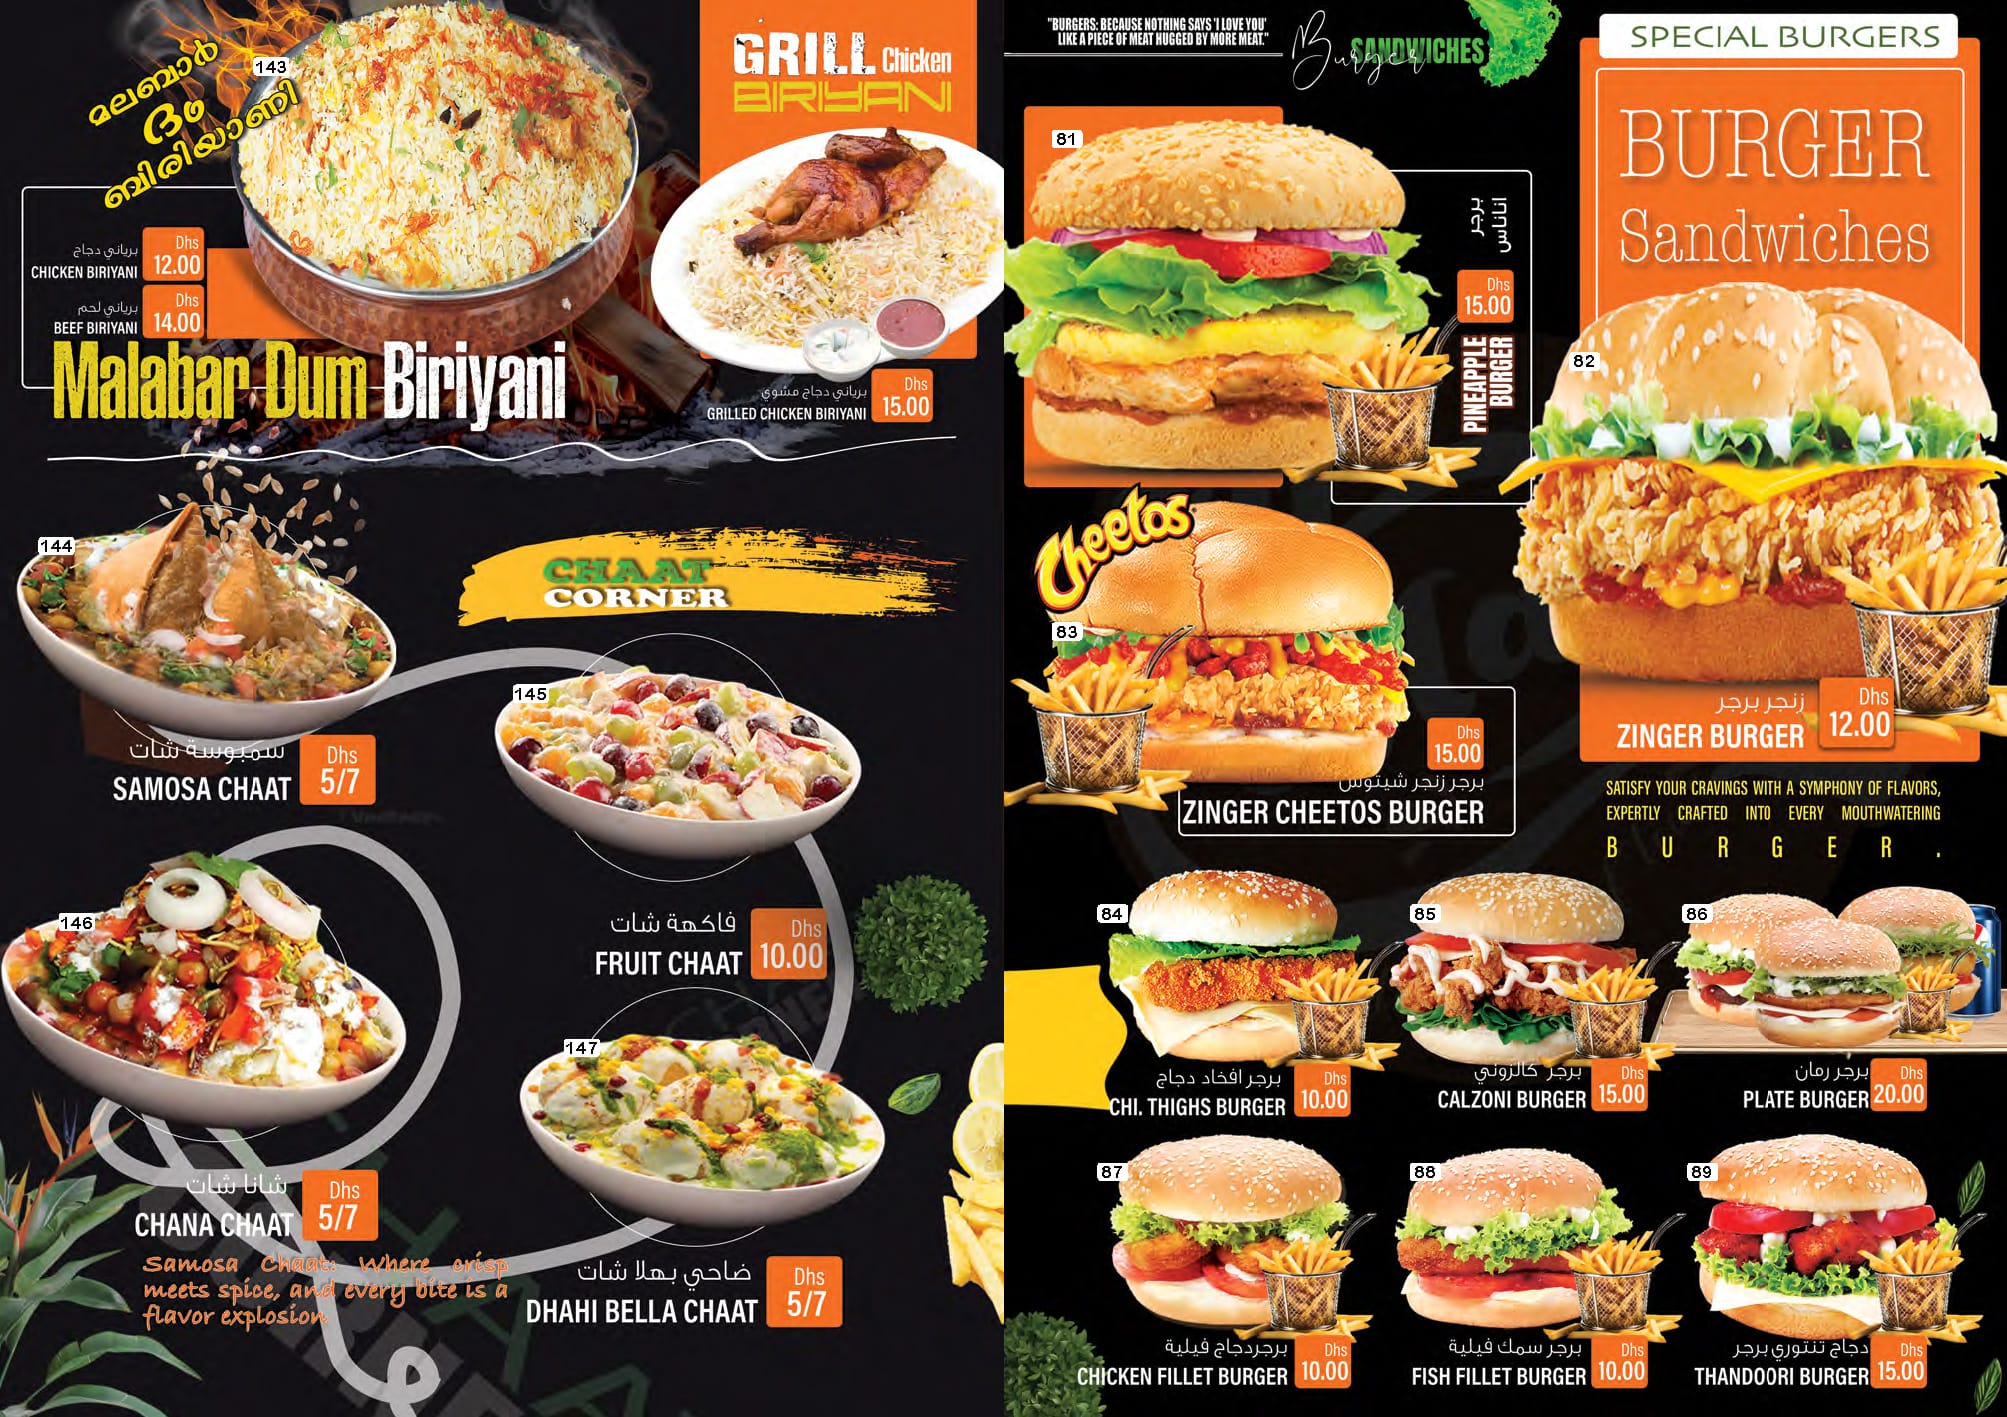 143
മലബാർ
ദം
ബിരിയാണി
برياني دجاج
CHICKEN BIRIYANI
Dhs
12.00
برياني لحم
BEEF BIRIYANI
Dhs
14.00
Malabar Dum Biriyani
GRILL Chicken
BIRIYANI
برياني دجاج مشوي
GRILLED CHICKEN BIRIYANI
Dhs
15.00
CHAAT
CORNER
144
سمبوسة شات
SAMOSA CHAAT
Dhs
5/7
145
فاكهة شات
FRUIT CHAAT
Dhs
10.00
146
شانا شات
CHANA CHAAT
Dhs
5/7
Samosa Chaat: Where crisp
meets spice, and every bite is a
flavor explosion
147
ضاحي بهلا شات
DHAHI BELLA CHAAT
Dhs
5/7
"BURGERS: BECAUSE NOTHING SAYS 'I LOVE YOU'
LIKE A PIECE OF MEAT HUGGED BY MORE MEAT."
Burger SANDWICHES
81
برجر
اناناس
Dhs
15.00
PINEAPPLE
BURGER
SPECIAL BURGERS
BURGER
Sandwiches
82
زنجر برجر
ZINGER BURGER
Dhs
12.00
Cheetos
83
Dhs
15.00
برجر زنجر شيتوس
ZINGER CHEETOS BURGER
SATISFY YOUR CRAVINGS WITH A SYMPHONY OF FLAVORS,
EXPERTLY CRAFTED INTO EVERY MOUTHWATERING
BURGER.
84
برجر افخاد دجاج
CHI. THIGHS BURGER
Dhs
10.00
85
برجر كالزوني
CALZONI BURGER
Dhs
15.00
86
برجر رمان
PLATE BURGER
Dhs
20.00
87
برجردجاج فيلية
CHICKEN FILLET BURGER
Dhs
10.00
88
برجر سمك فيلية
FISH FILLET BURGER
Dhs
10.00
89
دجاج تنتوري برجر
THANDOORI BURGER
Dhs
15.00